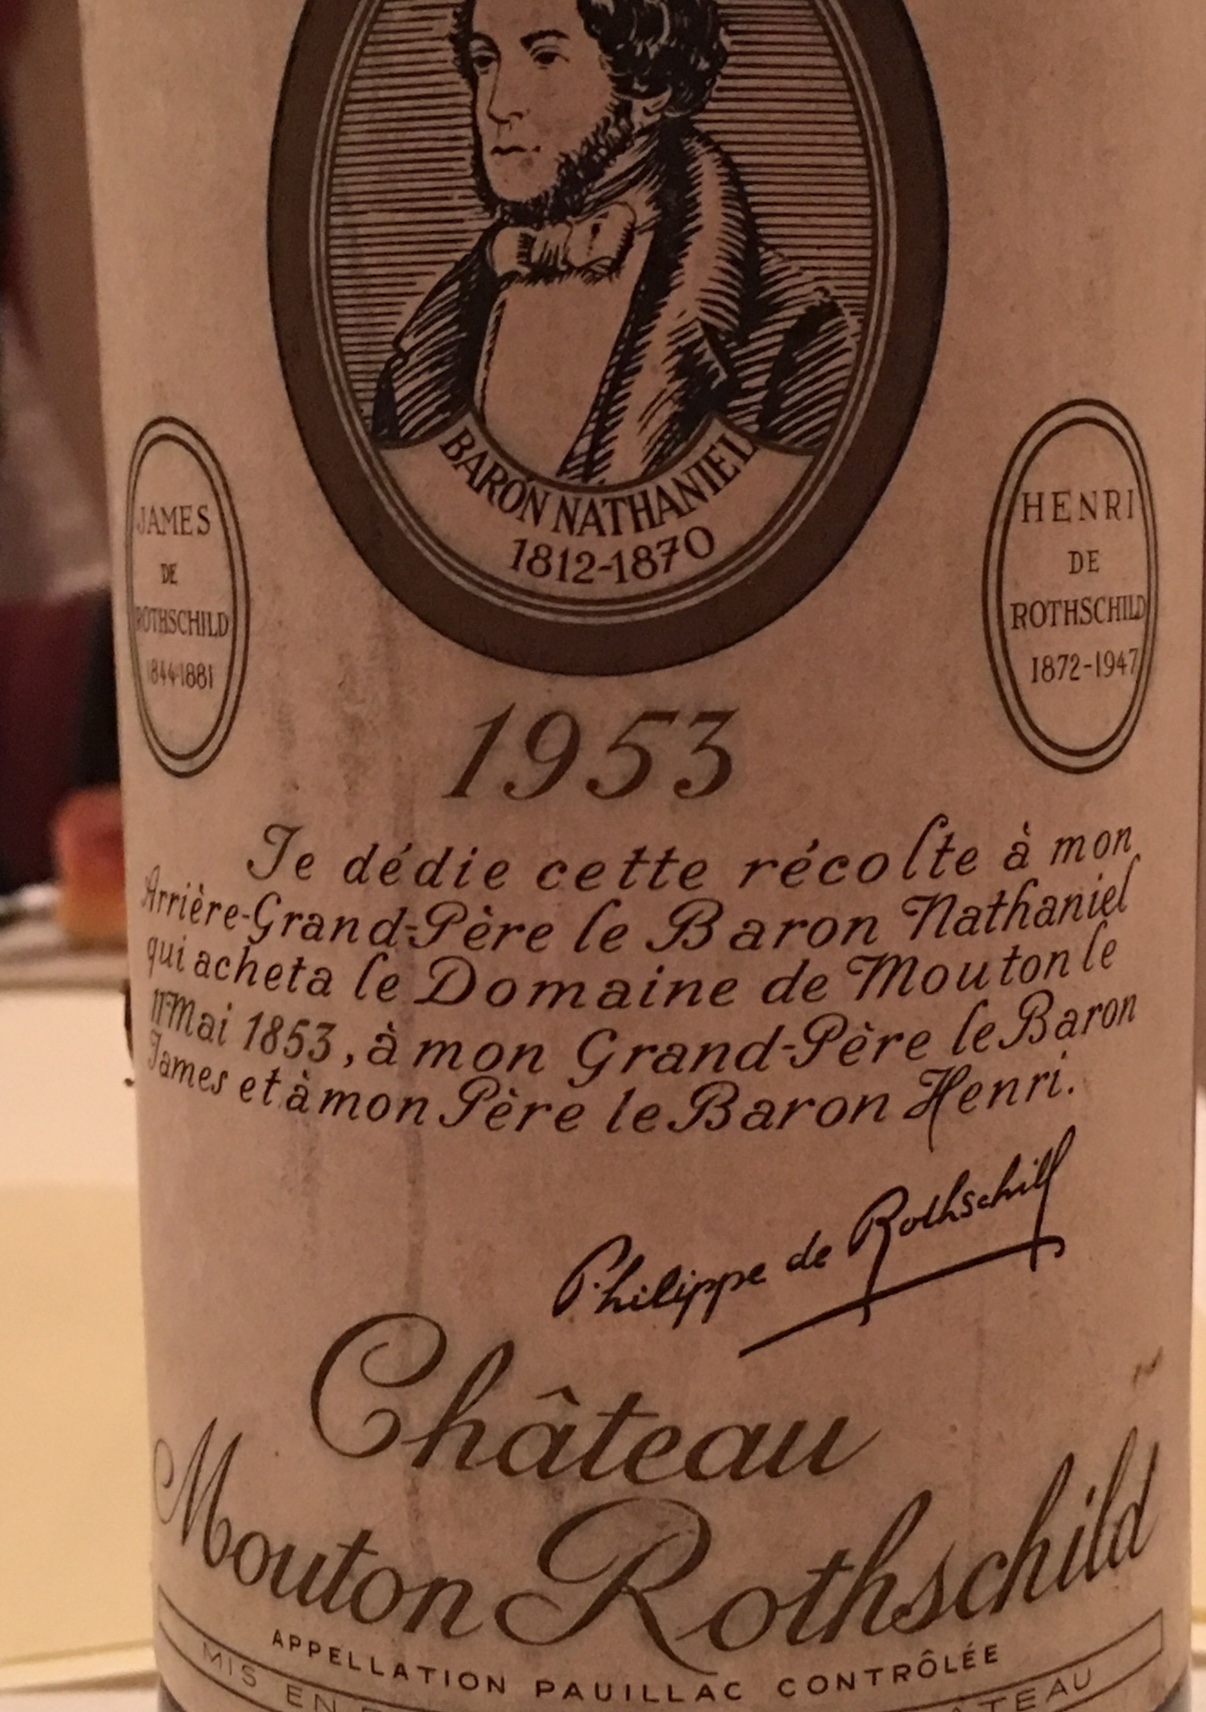 BARON NATHANIEL
1812-1870
JAMES
DE
ROTHSCHILD
1844-1881
HENRI
DE
ROTHSCHILD
1872-1947
1953
Je dédie cette récolte à mon
Arrière-Grand-Père le Baron Nathaniel
qui acheta le Domaine de Mouton le
11 Mai 1853, à mon Grand-Père le Baron
James et à mon Père le Baron Henri.
Philippe de Rothschild
Château
Mouton Rothschild
APPELLATION PAUILLAC CONTRÔLÉE
MIS EN